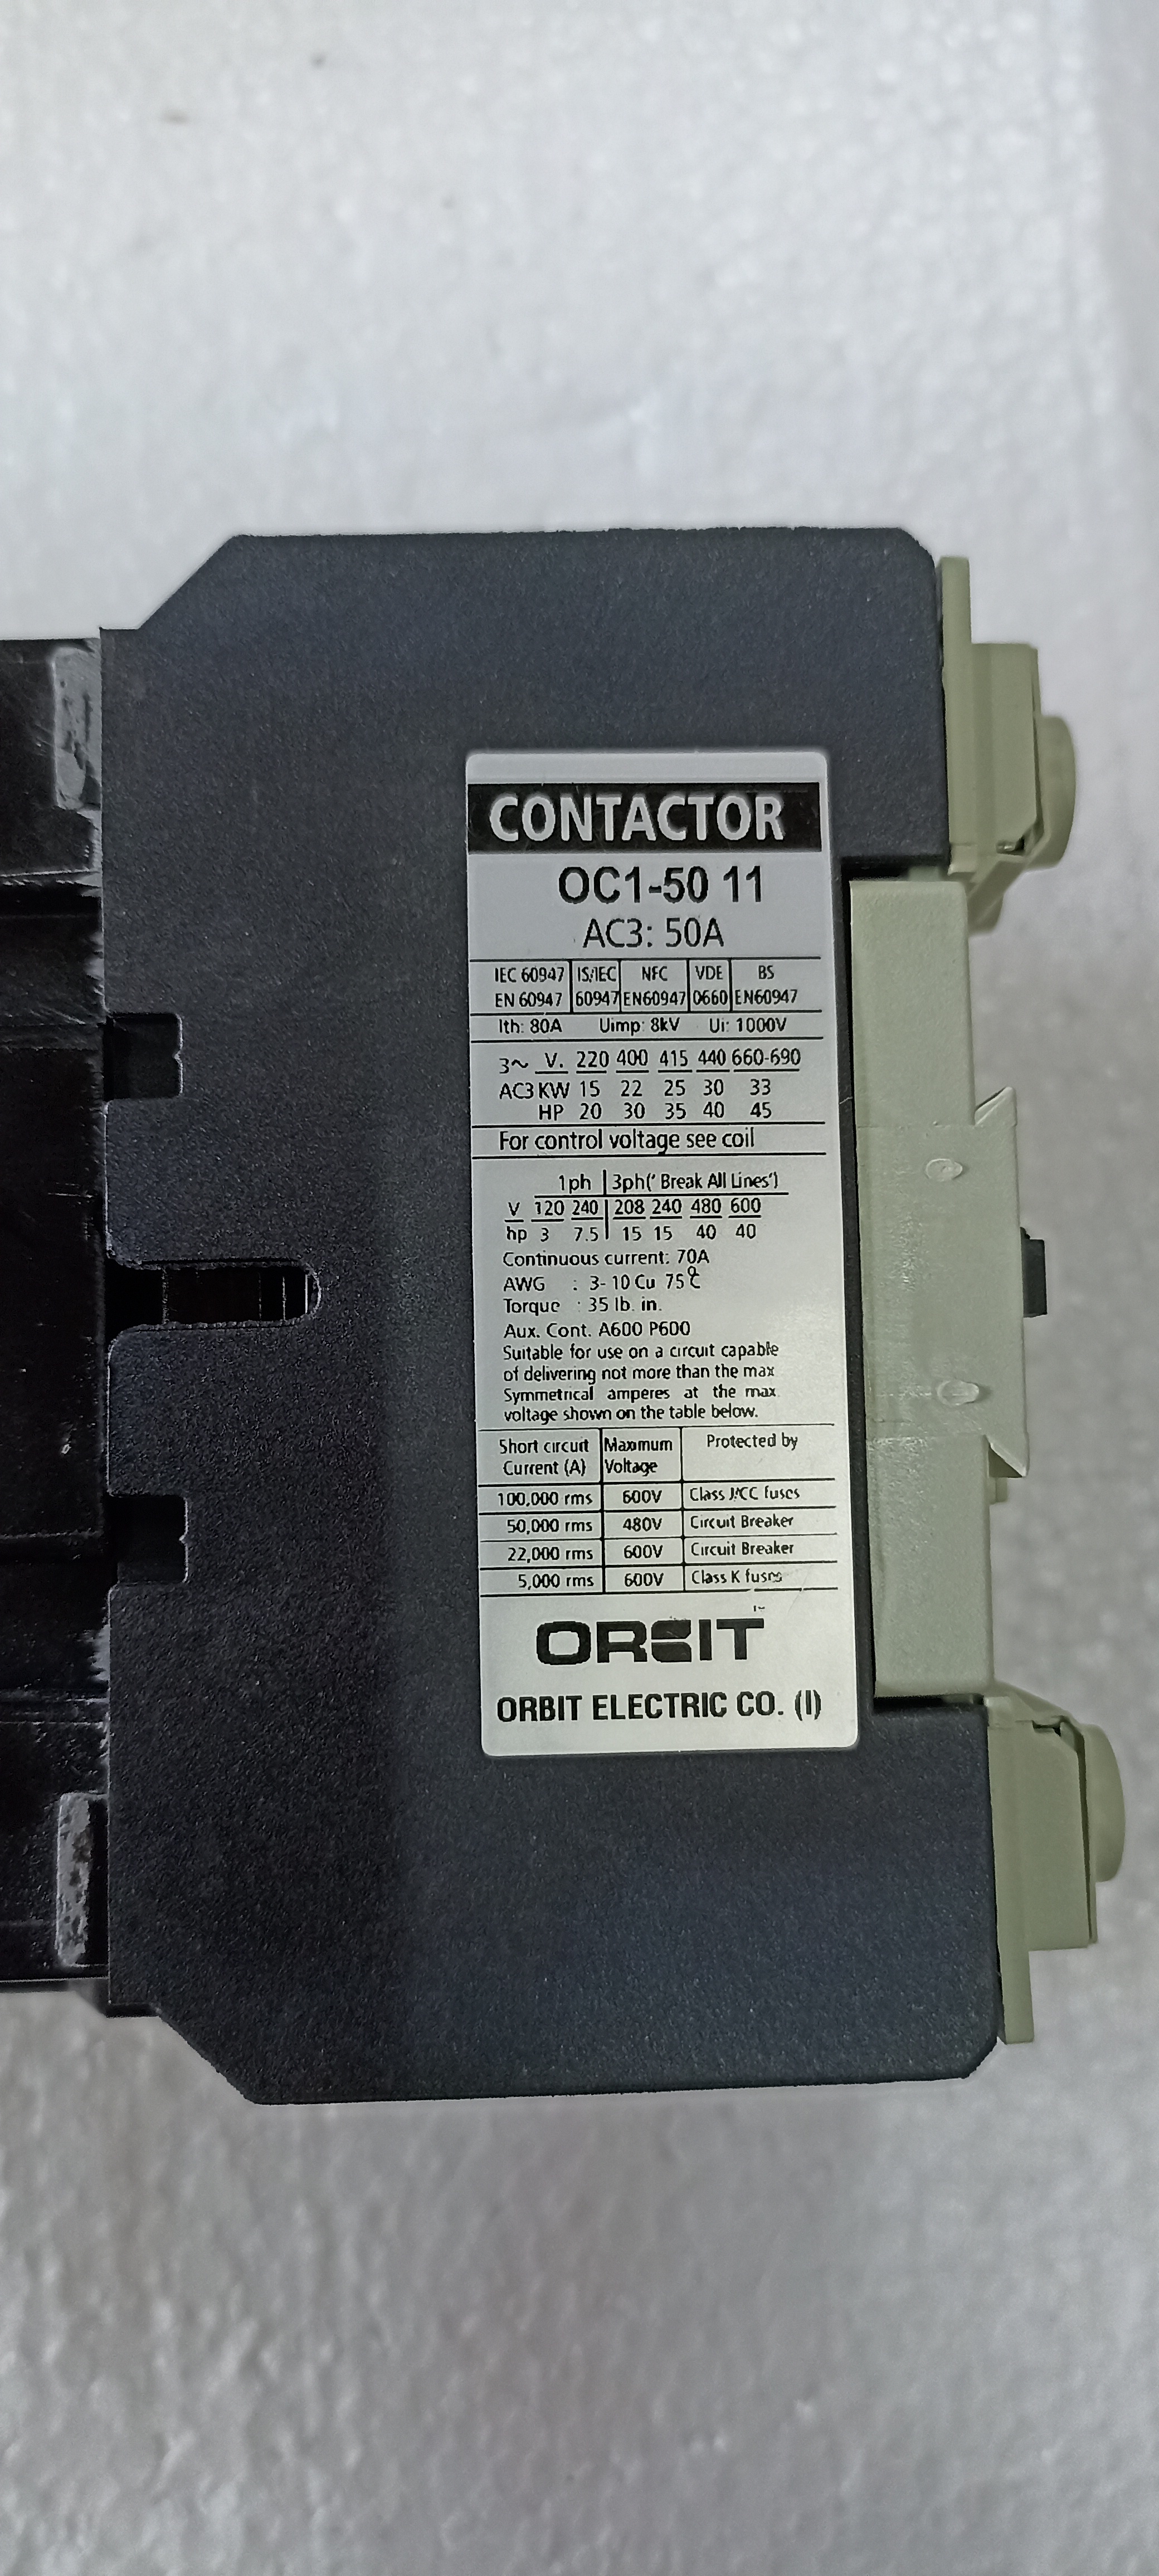 CONTACTOR
OC1-50 11
AC3: 50A
IEC 60947 IS/IEC NFC VDE BS
EN 60947 60947 EN60947 0660 EN60947
Ith: 80A Uimp: 8kV Ui: 1000V
3~ V. 220 400 415 440 660-690
AC3 KW 15 22 25 30 33
HP 20 30 35 40 45
For control voltage see coil
1ph 3ph(' Break All Lines')
V 120 240 208 240 480 600
hp 3 7.5 15 15 40 40
Continuous current: 70A
AWG : 3-10 Cu 75°C
Torque : 35 lb. in.
Aux. Cont. A600 P600
Suitable for use on a circuit capable
of delivering not more than the max
Symmetrical amperes at the max.
voltage shown on the table below.
Short circuit Maximum Protected by
Current (A) Voltage
100,000 rms 600V Class J/CC fuses
50,000 rms 480V Circuit Breaker
22,000 rms 600V Circuit Breaker
5,000 rms 600V Class K fuses
ORBIT
ORBIT ELECTRIC CO. (I)